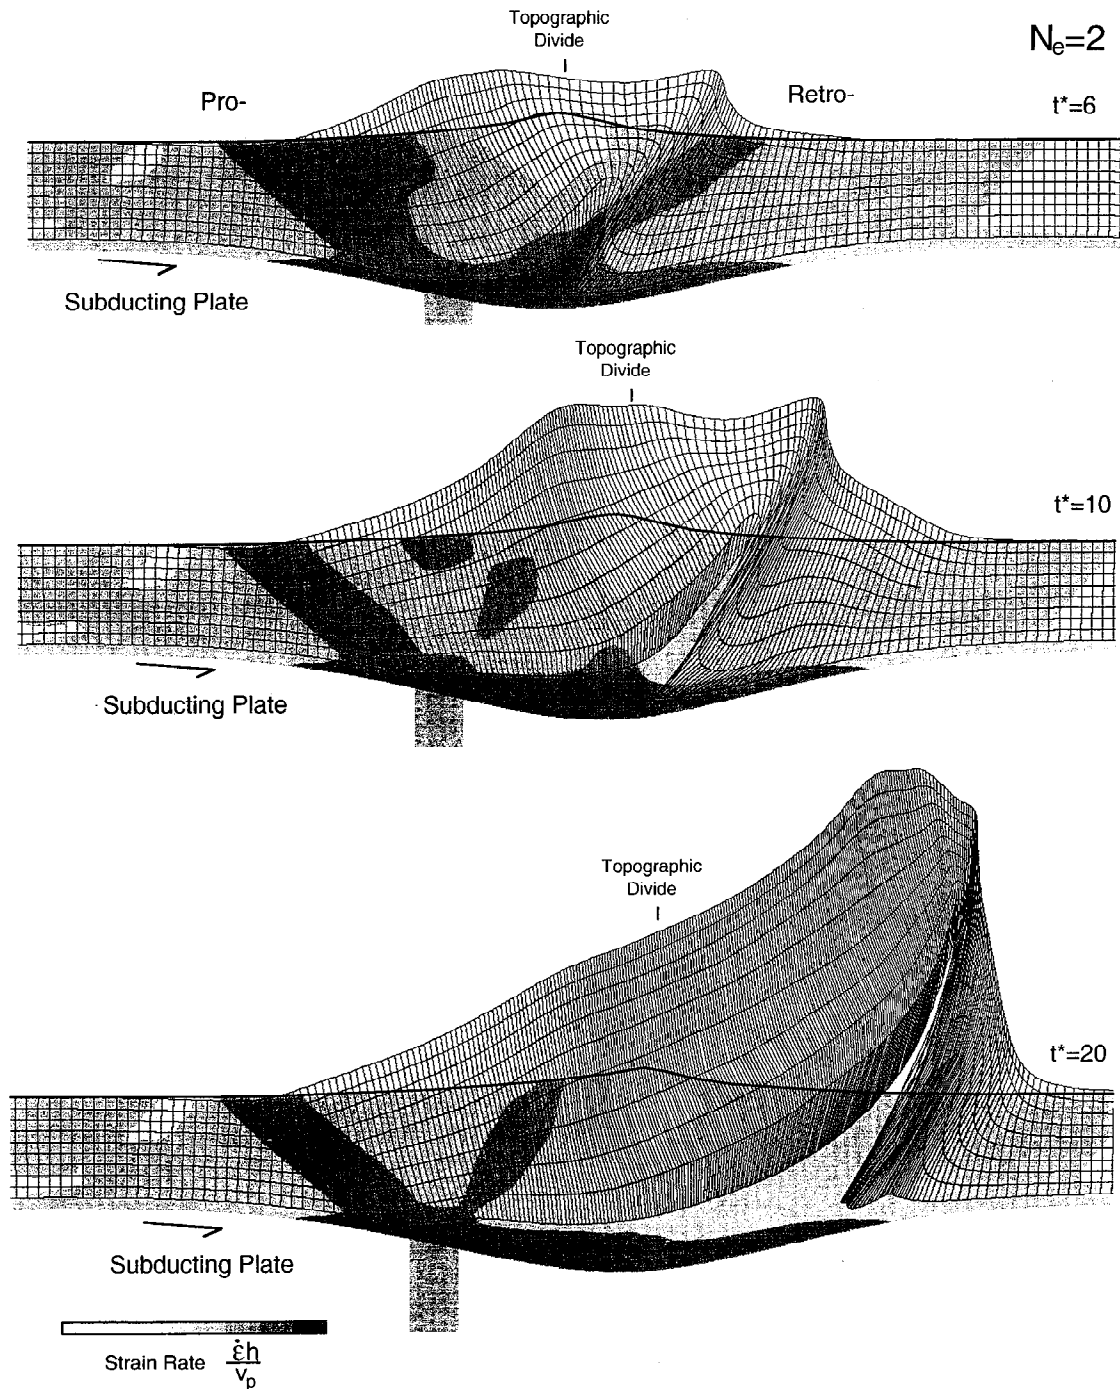 Topographic
Divide
N_e=2
Pro-
Retro-
t*=6
Subducting Plate
Topographic
Divide
t*=10
Subducting Plate
Topographic
Divide
t*=20
Subducting Plate
Strain Rate ε̇h/v_p